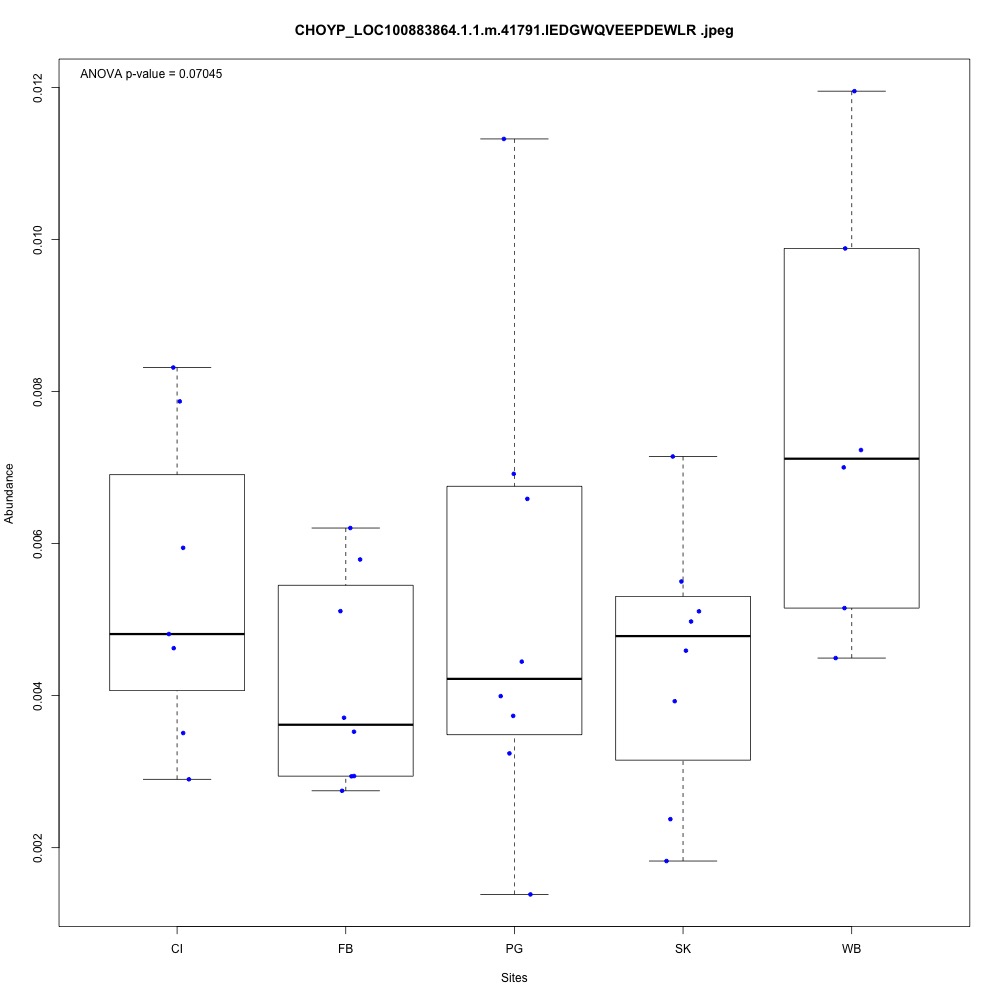 CHOYP_LOC100883864.1.1.m.41791.IEDGWQVEEPDEWLR .jpeg
ANOVA p-value = 0.07045
0.012
0.010
0.008
0.006
0.004
0.002
Abundance
CI FB PG SK WB
Sites